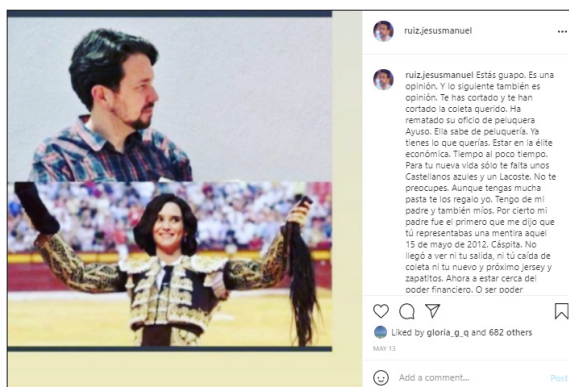 ruiz.jesusmanuel
ruiz.jesusmanuel Estás guapo. Es una
opinión. Y lo siguiente también es
opinión. Te has cortado y te han
cortado la coleta querido. Ha
rematado su oficio de peluquera
Ayuso. Ella sabe de peluquería. Ya
tienes lo que querías. Estar en la élite
económica. Tiempo al poco tiempo.
Para tu nueva vida sólo te falta unos
Castellanos azules y un Lacoste. No te
preocupes. Aunque tengas mucha
pasta te los regalo yo. Tengo de mi
padre y también míos. Por cierto mi
padre fue el primero que me dijo que
tú representabas una mentira aquel
15 de mayo de 2012. Cáspita. No
llegó a ver ni tu salida, ni tú caída de
coleta ni tu nuevo y próximo jersey y
zapatitos. Ahora a estar cerca del
poder financiero. O ser poder
Liked by gloria_g_q and 682 others
MAY 13
Add a comment...
Post